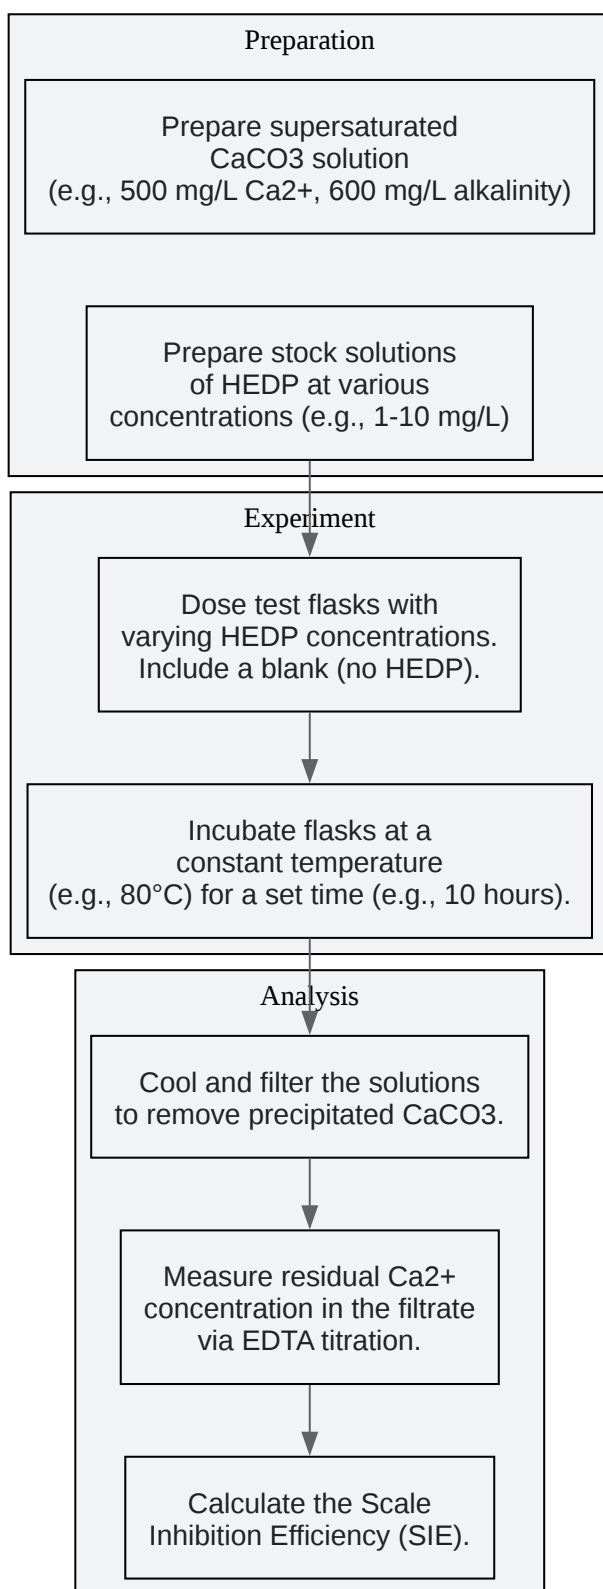 Preparation
Prepare supersaturated
CaCO3 solution
(e.g., 500 mg/L Ca2+, 600 mg/L alkalinity)
Prepare stock solutions
of HEDP at various
concentrations (e.g., 1-10 mg/L)
Experiment
Dose test flasks with
varying HEDP concentrations.
Include a blank (no HEDP).
Incubate flasks at a
constant temperature
(e.g., 80°C) for a set time (e.g., 10 hours).
Analysis
Cool and filter the solutions
to remove precipitated CaCO3.
Measure residual Ca2+
concentration in the filtrate
via EDTA titration.
Calculate the Scale
Inhibition Efficiency (SIE).